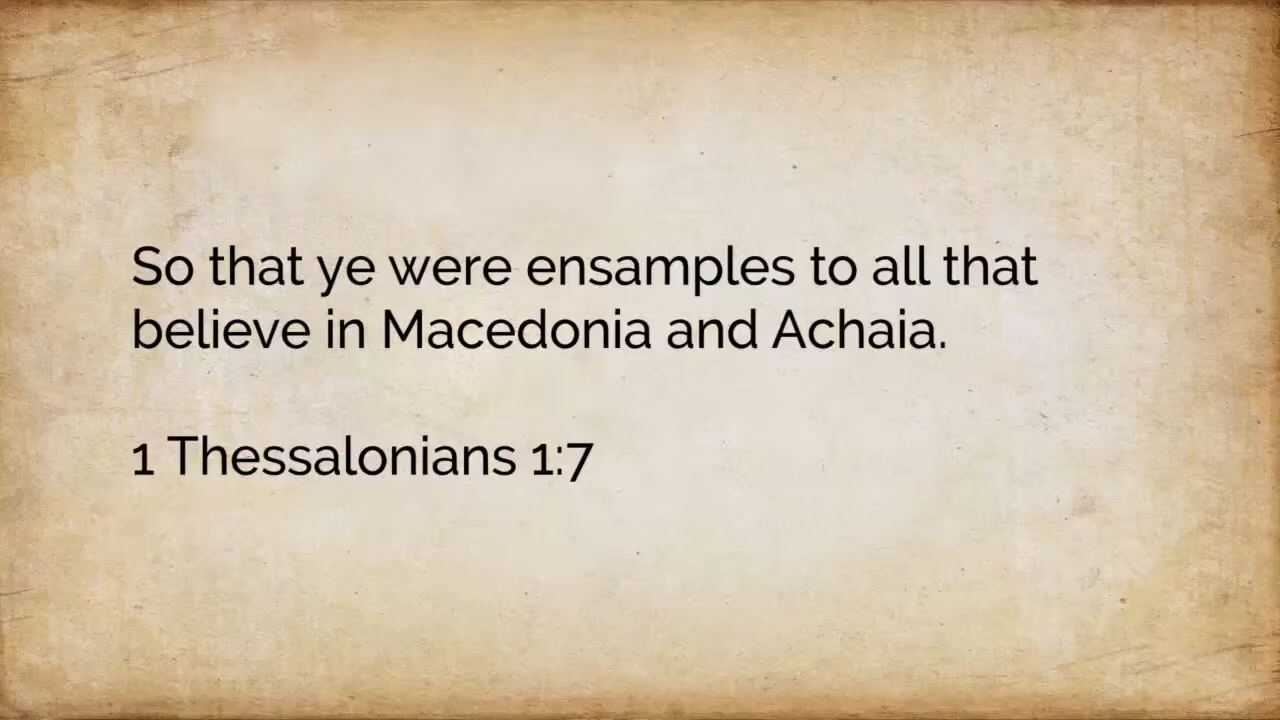 So that ye were ensamples to all that
believe in Macedonia and Achaia.
1 Thessalonians 1:7